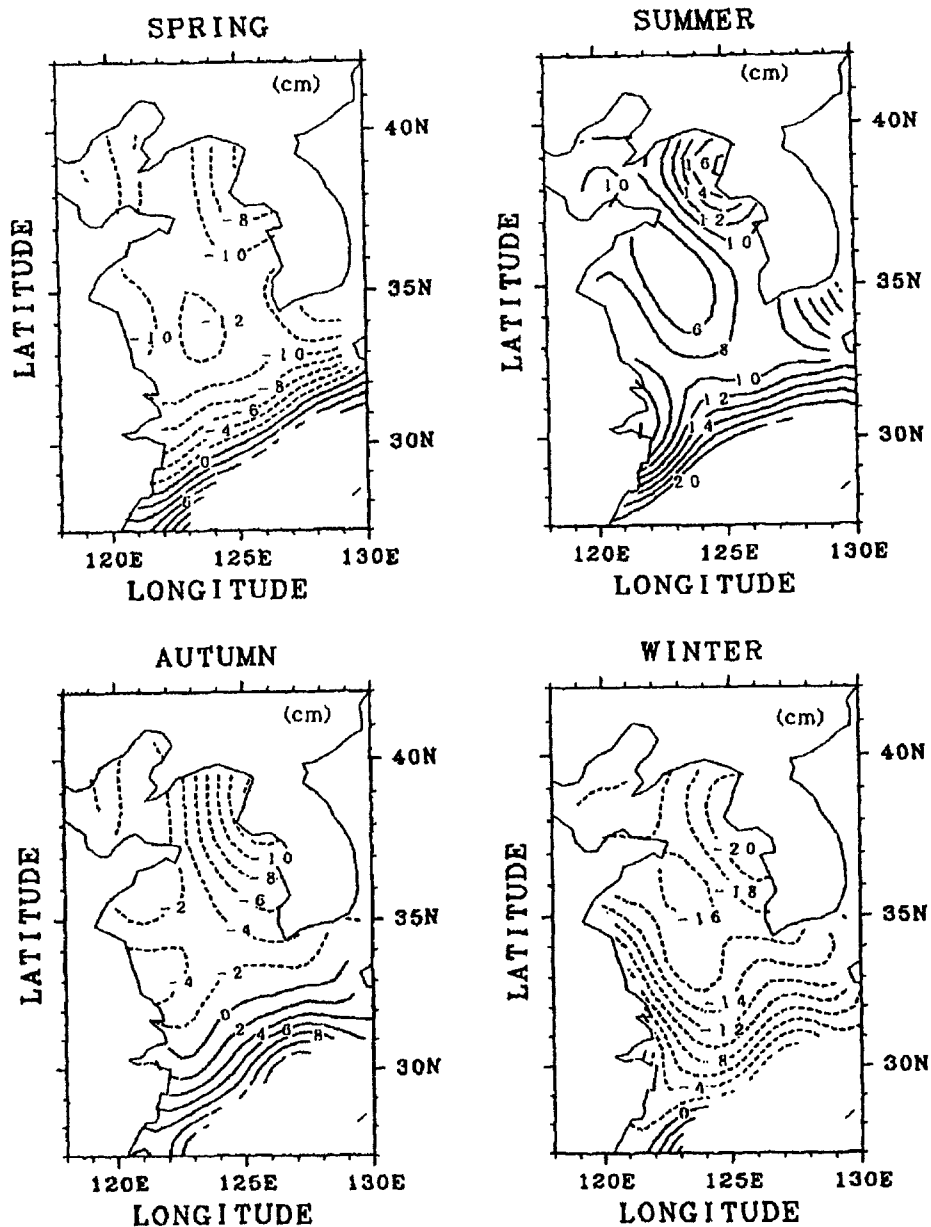 SPRING
(cm)
40N
35N
30N
LATITUDE
- 8
- 10
- 12
- 10
- 10
- 8
- 6
- 4
0
6
120E 125E 130E
LONGITUDE
SUMMER
(cm)
40N
35N
30N
LATITUDE
10
16
14
12
10
6
8
10
12
14
20
120E 125E 130E
LONGITUDE
AUTUMN
(cm)
40N
35N
30N
LATITUDE
- 10
- 8
- 6
- 4
- 2
- 2
- 4
0
2 4 6
8
120E 125E 130E
LONGITUDE
WINTER
(cm)
40N
35N
30N
LATITUDE
- 20
- 18
- 16
- 14
- 12
- 8
- 4
0
120E 125E 130E
LONGITUDE